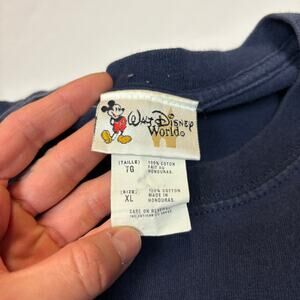 Walt Disney
World®
(TAILLE)
TG
100% COTON
FAIT AU
HONDURAS.
(SIZE)
XL
100% COTTON
MADE IN
HONDURAS.
CARE ON REVERSE